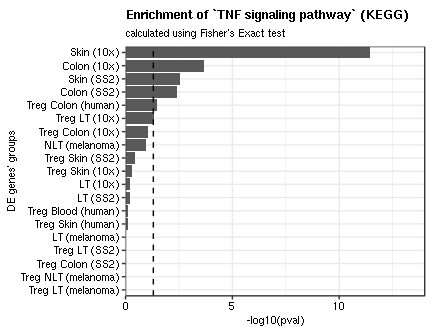 Enrichment of `TNF signaling pathway` (KEGG)
calculated using Fisher's Exact test
DE genes' groups
Skin (10x)
Colon (10x)
Skin (SS2)
Colon (SS2)
Treg Colon (human)
Treg LT (10x)
Treg Colon (10x)
NLT (melanoma)
Treg Skin (SS2)
Treg Skin (10x)
LT (10x)
LT (SS2)
Treg Blood (human)
Treg Skin (human)
LT (melanoma)
Treg LT (SS2)
Treg Colon (SS2)
Treg NLT (melanoma)
Treg LT (melanoma)
0 5 10
-log10(pval)